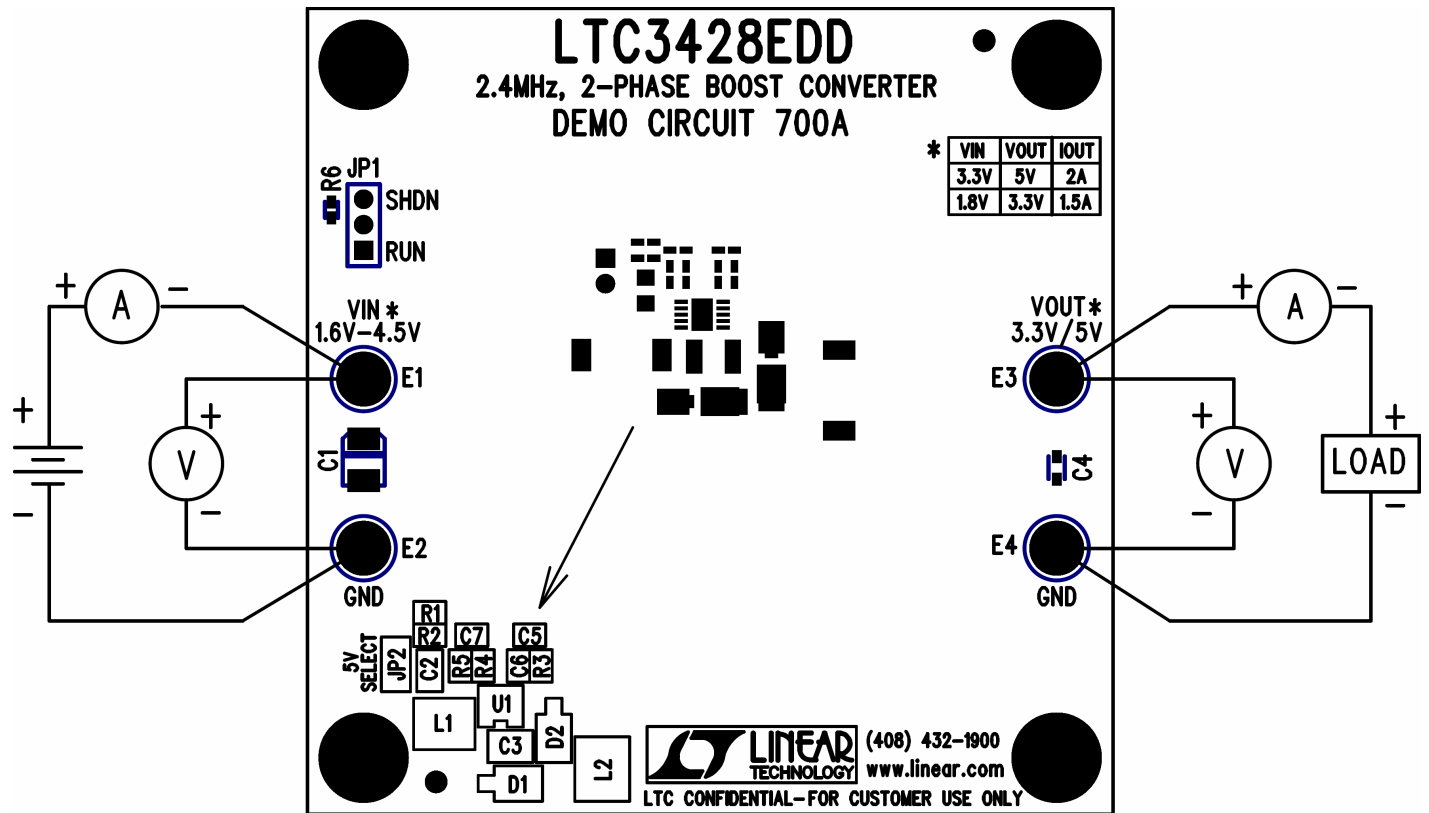 LTC3428EDD
2.4MHz, 2-PHASE BOOST CONVERTER
DEMO CIRCUIT 700A
* VIN VOUT IOUT
3.3V 5V 2A
1.8V 3.3V 1.5A
R6
JP1
SHDN
RUN
+ A -
VIN *
1.6V-4.5V
E1
+
V
-
+
-
C1
E2
GND
VOUT *
3.3V/5V
E3
+ A -
+
V
-
+
LOAD
-
C4
E4
GND
5V
SELECT
JP2
R1
R2
C2
C7
R5
R4
C5
C6
R3
U1
L1
C3
D2
D1
L2
LINEAR
TECHNOLOGY
(408) 432-1900
www.linear.com
LTC CONFIDENTIAL-FOR CUSTOMER USE ONLY